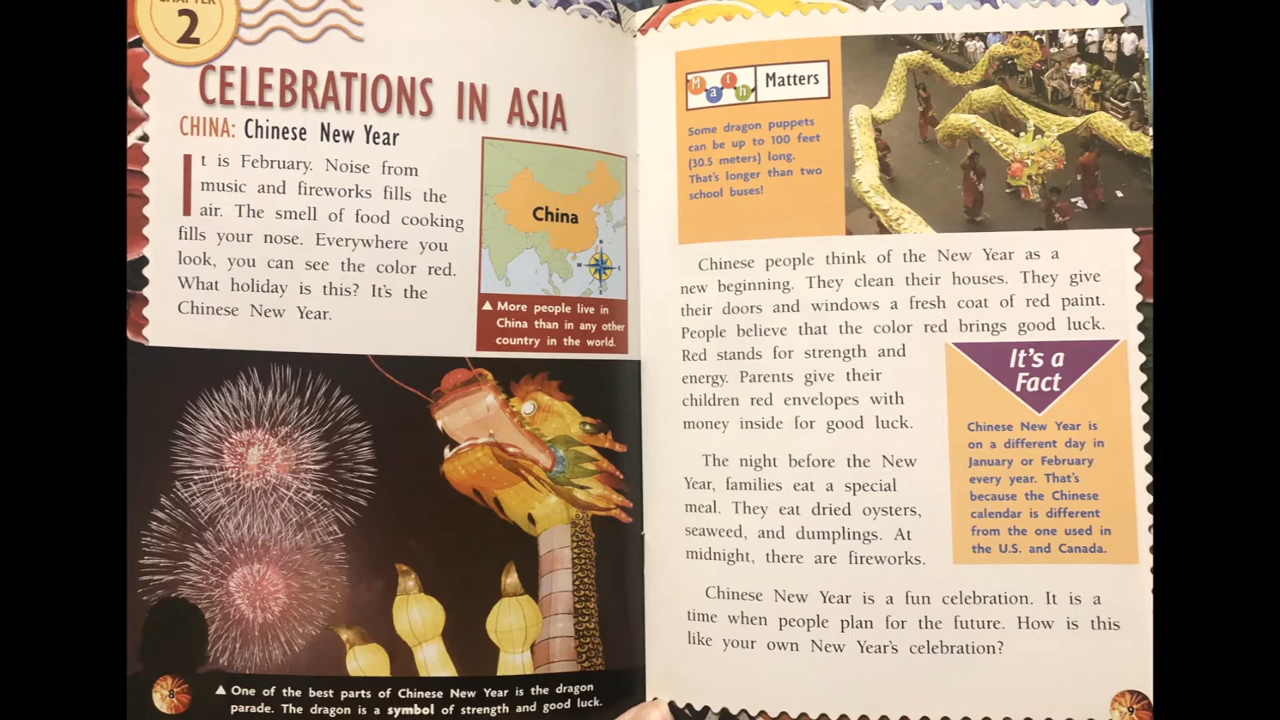 CHAPTER
2
CELEBRATIONS IN ASIA
CHINA: Chinese New Year
It is February. Noise from
music and fireworks fills the
air. The smell of food cooking
fills your nose. Everywhere you
look, you can see the color red.
What holiday is this? It's the
Chinese New Year.
China
N
W
E
S
▲ More people live in
China than in any other
country in the world.
8
▲ One of the best parts of Chinese New Year is the dragon
parade. The dragon is a symbol of strength and good luck.
Math Matters
Some dragon puppets
can be up to 100 feet
(30.5 meters) long.
That's longer than two
school buses!
Chinese people think of the New Year as a
new beginning. They clean their houses. They give
their doors and windows a fresh coat of red paint.
People believe that the color red brings good luck.
Red stands for strength and
energy. Parents give their
children red envelopes with
money inside for good luck.
The night before the New
Year, families eat a special
meal. They eat dried oysters,
seaweed, and dumplings. At
midnight, there are fireworks.
It's a
Fact
Chinese New Year is
on a different day in
January or February
every year. That's
because the Chinese
calendar is different
from the one used in
the U.S. and Canada.
Chinese New Year is a fun celebration. It is a
time when people plan for the future. How is this
like your own New Year's celebration?
9